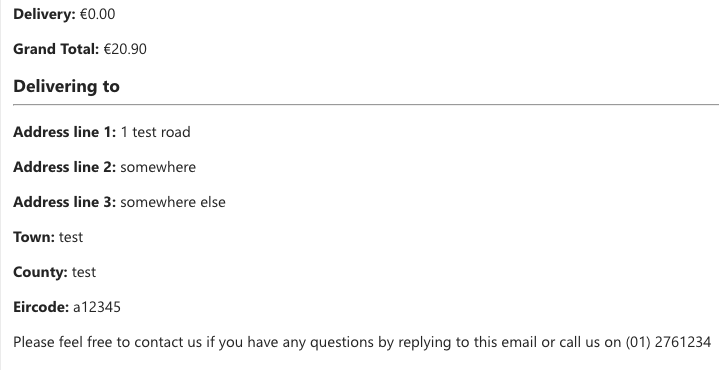 Delivery: €0.00
Grand Total: €20.90
Delivering to
Address line 1: 1 test road
Address line 2: somewhere
Address line 3: somewhere else
Town: test
County: test
Eircode: a12345
Please feel free to contact us if you have any questions by replying to this email or call us on (01) 2761234